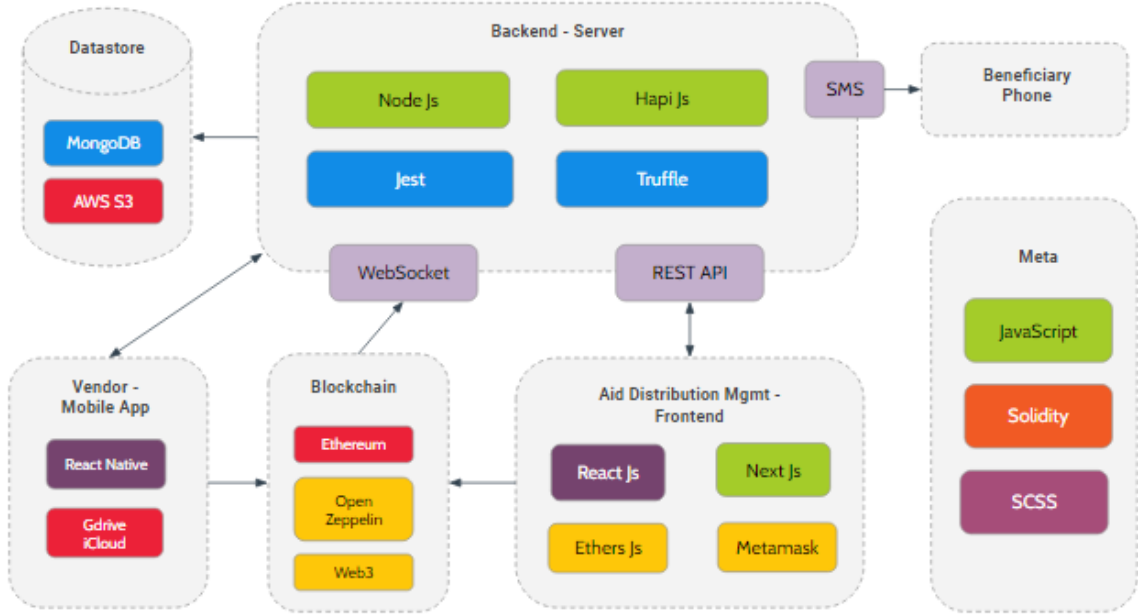 Datastore
MongoDB
AWS S3
Backend - Server
Node Js
Hapi Js
Jest
Truffle
SMS
Beneficiary
Phone
WebSocket
REST API
Vendor -
Mobile App
React Native
Gdrive
iCloud
Blockchain
Ethereum
Open
Zeppelin
Web3
Aid Distribution Mgmt -
Frontend
React Js
Next Js
Ethers Js
Metamask
Meta
JavaScript
Solidity
SCSS